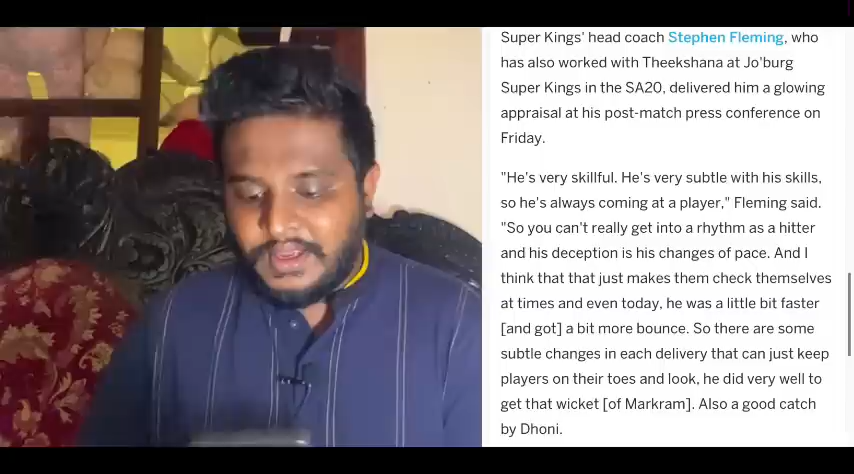 Super Kings' head coach Stephen Fleming, who
has also worked with Theekshana at Jo'burg
Super Kings in the SA20, delivered him a glowing
appraisal at his post-match press conference on
Friday.
"He's very skillful. He's very subtle with his skills,
so he's always coming at a player," Fleming said.
"So you can't really get into a rhythm as a hitter
and his deception is his changes of pace. And I
think that that just makes them check themselves
at times and even today, he was a little bit faster
[and got] a bit more bounce. So there are some
subtle changes in each delivery that can just keep
players on their toes and look, he did very well to
get that wicket [of Markram]. Also a good catch
by Dhoni.